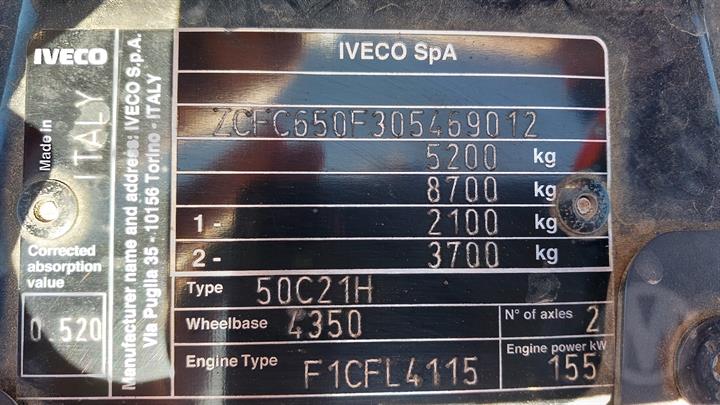 IVECO
Made in ITALY
Corrected
absorption
value
0.520
Manufacturer name and address: IVECO S.p.A.
Via Puglia 35 - 10156 Torino - ITALY
IVECO SpA
ZCFC650F305469012
5200 kg
8700 kg
1 - 2100 kg
2 - 3700 kg
Type 50C21H
Wheelbase 4350
N° of axles 2
Engine Type F1CFL4115
Engine power kW 155